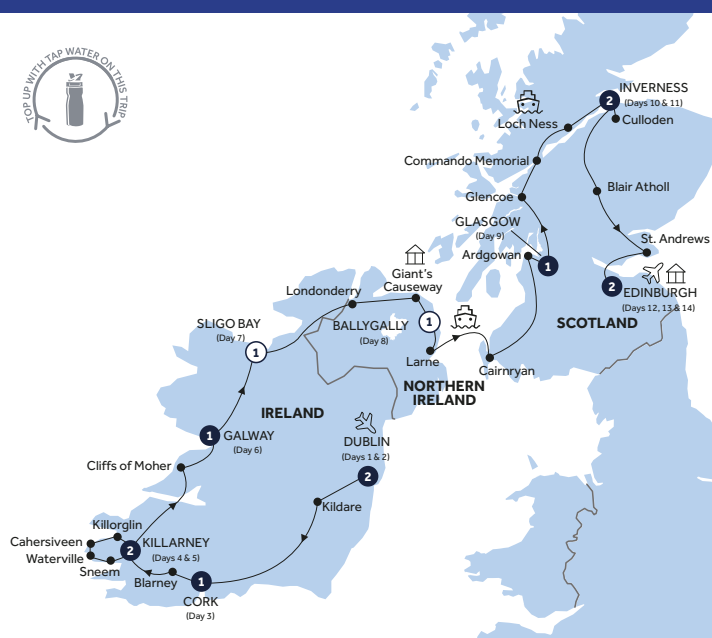 TOP UP WITH TAP WATER ON THIS TRIP
2
INVERNESS
(Days 10 & 11)
Culloden
Loch Ness
Commando Memorial
Blair Atholl
Glencoe
GLASGOW
(Day 9)
St. Andrews
Ardgowan
1
2
EDINBURGH
(Days 12, 13 & 14)
SCOTLAND
Giant's
Causeway
Londonderry
SLIGO BAY
(Day 7)
1
BALLYGALLY
(Day 8)
1
Larne
Cairnryan
NORTHERN
IRELAND
IRELAND
1
GALWAY
(Day 6)
DUBLIN
(Days 1 & 2)
2
Cliffs of Moher
Kildare
Killorglin
Cahersiveen
Waterville
Sneem
2
KILLARNEY
(Days 4 & 5)
Blarney
1
CORK
(Day 3)